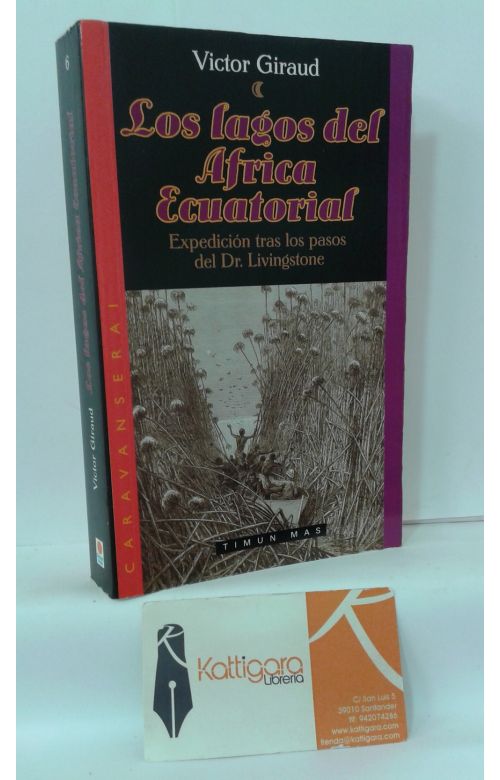 Victor Giraud
Los lagos del
Africa
Ecuatorial
Expedición tras los pasos
del Dr. Livingstone
CARAVANSERAI
TIMUN MAS
6
Los lagos del Africa Ecuatorial
Victor Giraud
Kattigara
Librería
C/ San Luis 5
39010 Santander
tf: 942074286
www.kattigara.com
tienda@kattigara.com